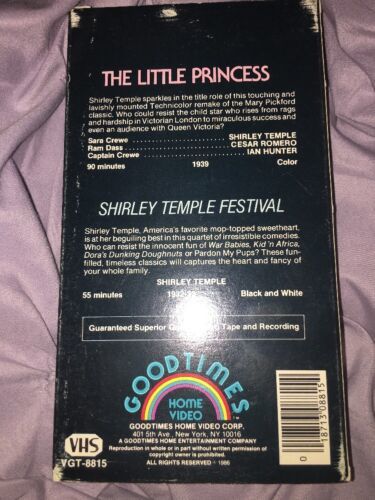 THE LITTLE PRINCESS
Shirley Temple sparkles in the title role of this touching and
lavishly mounted Technicolor remake of the Mary Pickford
classic. Who could resist the child star who rises from rags
and hardship in Victorian London to miraculous success and
even an audience with Queen Victoria?
Sara Crewe SHIRLEY TEMPLE
Ram Dass CESAR ROMERO
Captain Crewe IAN HUNTER
90 minutes 1939 Color
SHIRLEY TEMPLE FESTIVAL
Shirley Temple, America's favorite mop-topped sweetheart,
is at her beguiling best in this quartet of irresistible comedies.
Who can resist the innocent fun of War Babies, Kid 'n Africa,
Dora's Dunking Doughnuts or Pardon My Pups? These fun-
filled, timeless classics will captures the heart and fancy of
your whole family.
SHIRLEY TEMPLE
55 minutes Black and White
Guaranteed Superior Tape and Recording
GOODTIMES
HOME
VIDEO
GOODTIMES HOME VIDEO CORP.
401 5th Ave., New York, NY 10016
A GOODTIMES HOME ENTERTAINMENT COMPANY
Reproduction in whole or in part without written permission of
copyright owner is prohibited.
ALL RIGHTS RESERVED 1986
VHS
VGT-8815
0 18713 08815